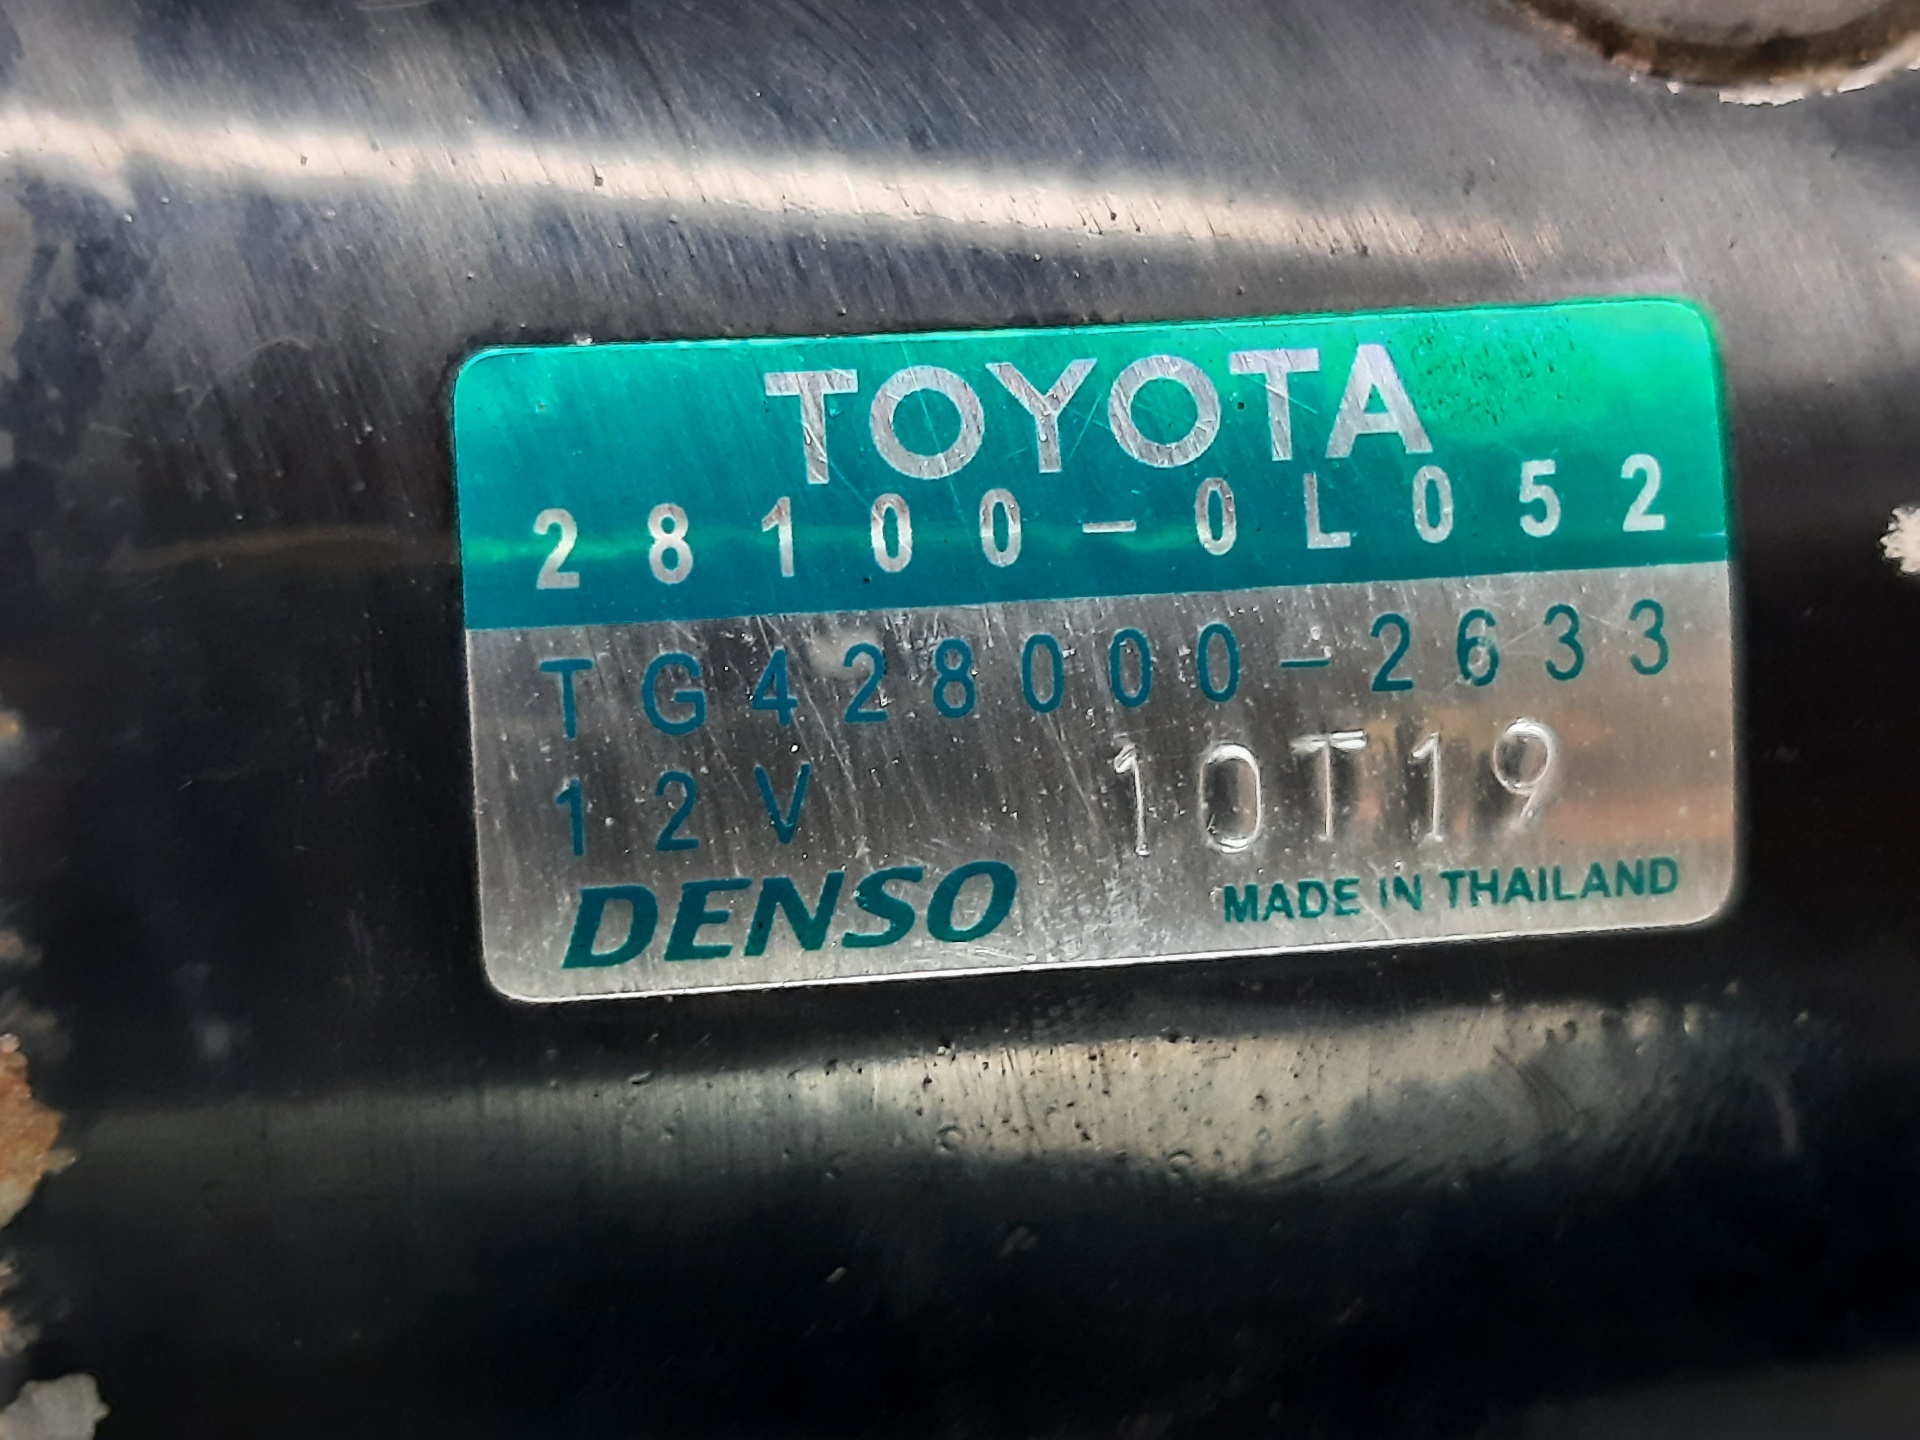 TOYOTA
28100-0L052
TG428000-2633
12V 10T19
DENSO MADE IN THAILAND